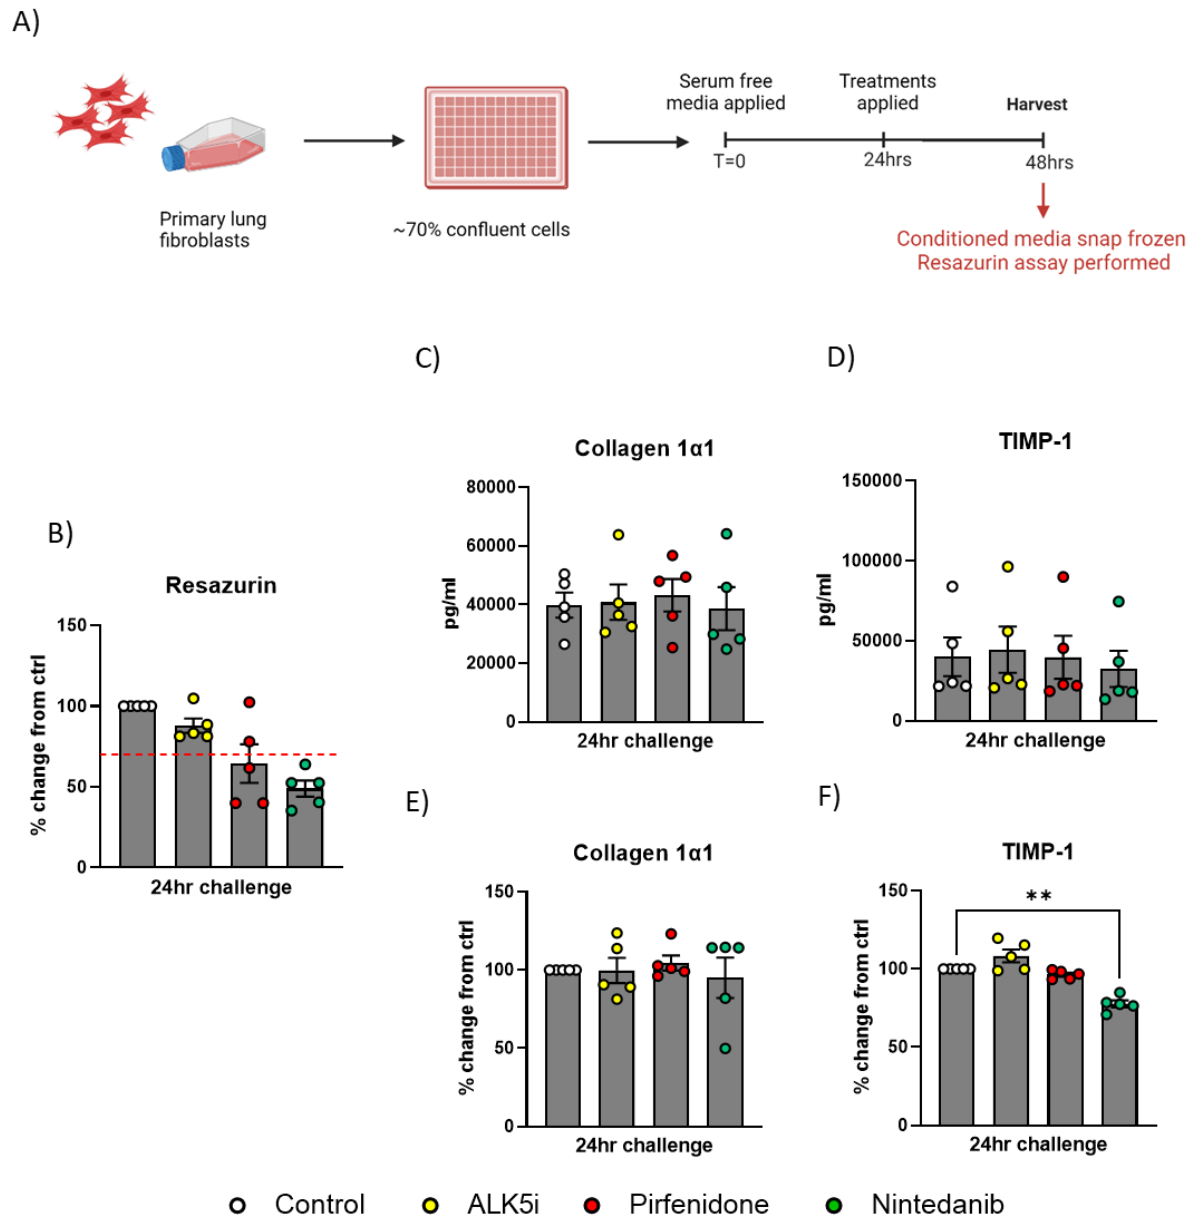 A)
Serum free
media applied
Treatments
applied
Harvest
T=0
24hrs
48hrs
Primary lung
fibroblasts
~70% confluent cells
Conditioned media snap frozen
Resazurin assay performed
B)
Resazurin
% change from ctrl
150
100
50
0
24hr challenge
C)
Collagen 1α1
pg/ml
80000
60000
40000
20000
0
24hr challenge
D)
TIMP-1
pg/ml
150000
100000
50000
0
24hr challenge
E)
Collagen 1α1
% change from ctrl
150
100
50
0
24hr challenge
F)
TIMP-1
**
% change from ctrl
150
100
50
0
24hr challenge
Control ALK5i Pirfenidone Nintedanib